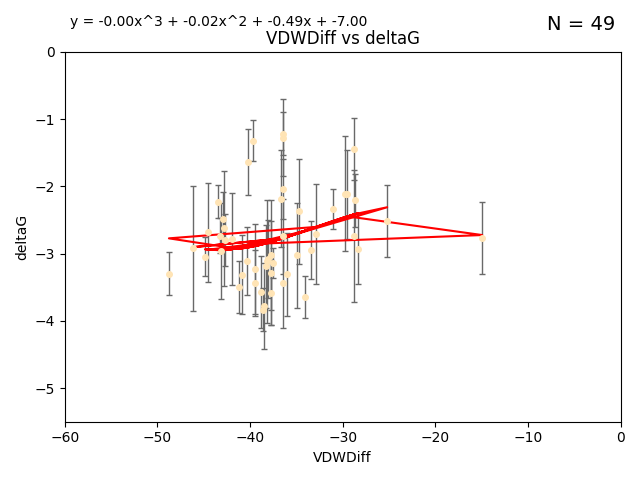 y = -0.00x^3 + -0.02x^2 + -0.49x + -7.00
N = 49
VDWDiff vs deltaG
0
−1
−2
−3
−4
−5
deltaG
−60 −50 −40 −30 −20 −10 0
VDWDiff